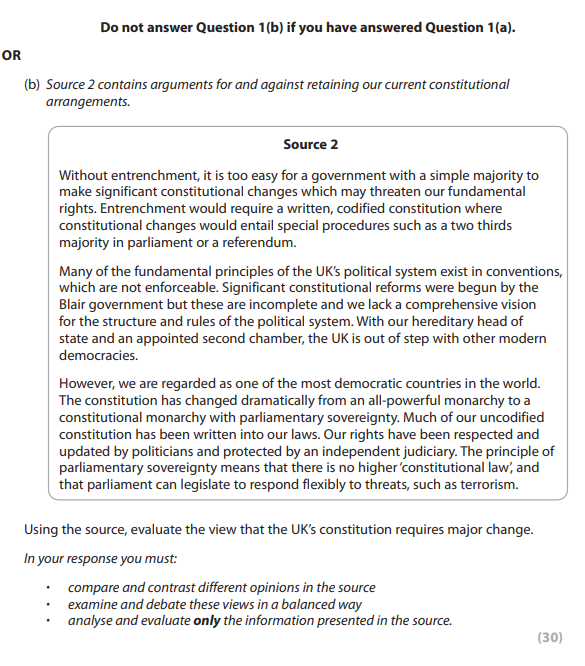 Do not answer Question 1(b) if you have answered Question 1(a).
OR
(b) Source 2 contains arguments for and against retaining our current constitutional
arrangements.
Source 2
Without entrenchment, it is too easy for a government with a simple majority to
make significant constitutional changes which may threaten our fundamental
rights. Entrenchment would require a written, codified constitution where
constitutional changes would entail special procedures such as a two thirds
majority in parliament or a referendum.
Many of the fundamental principles of the UK's political system exist in conventions,
which are not enforceable. Significant constitutional reforms were begun by the
Blair government but these are incomplete and we lack a comprehensive vision
for the structure and rules of the political system. With our hereditary head of
state and an appointed second chamber, the UK is out of step with other modern
democracies.
However, we are regarded as one of the most democratic countries in the world.
The constitution has changed dramatically from an all-powerful monarchy to a
constitutional monarchy with parliamentary sovereignty. Much of our uncodified
constitution has been written into our laws. Our rights have been respected and
updated by politicians and protected by an independent judiciary. The principle of
parliamentary sovereignty means that there is no higher 'constitutional law', and
that parliament can legislate to respond flexibly to threats, such as terrorism.
Using the source, evaluate the view that the UK's constitution requires major change.
In your response you must:
• compare and contrast different opinions in the source
• examine and debate these views in a balanced way
• analyse and evaluate only the information presented in the source.
(30)